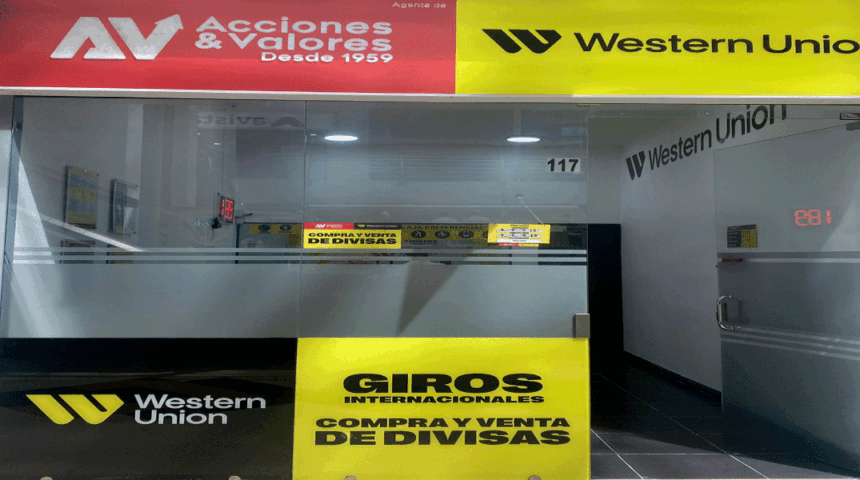 Agente de
AV Acciones
&Valores
Desde 1959
Western Unio
Western Union
117
COMPRA Y VENTA
DE DIVISAS
Western
Union
GIROS
INTERNACIONALES
COMPRA Y VENTA
DE DIVISAS